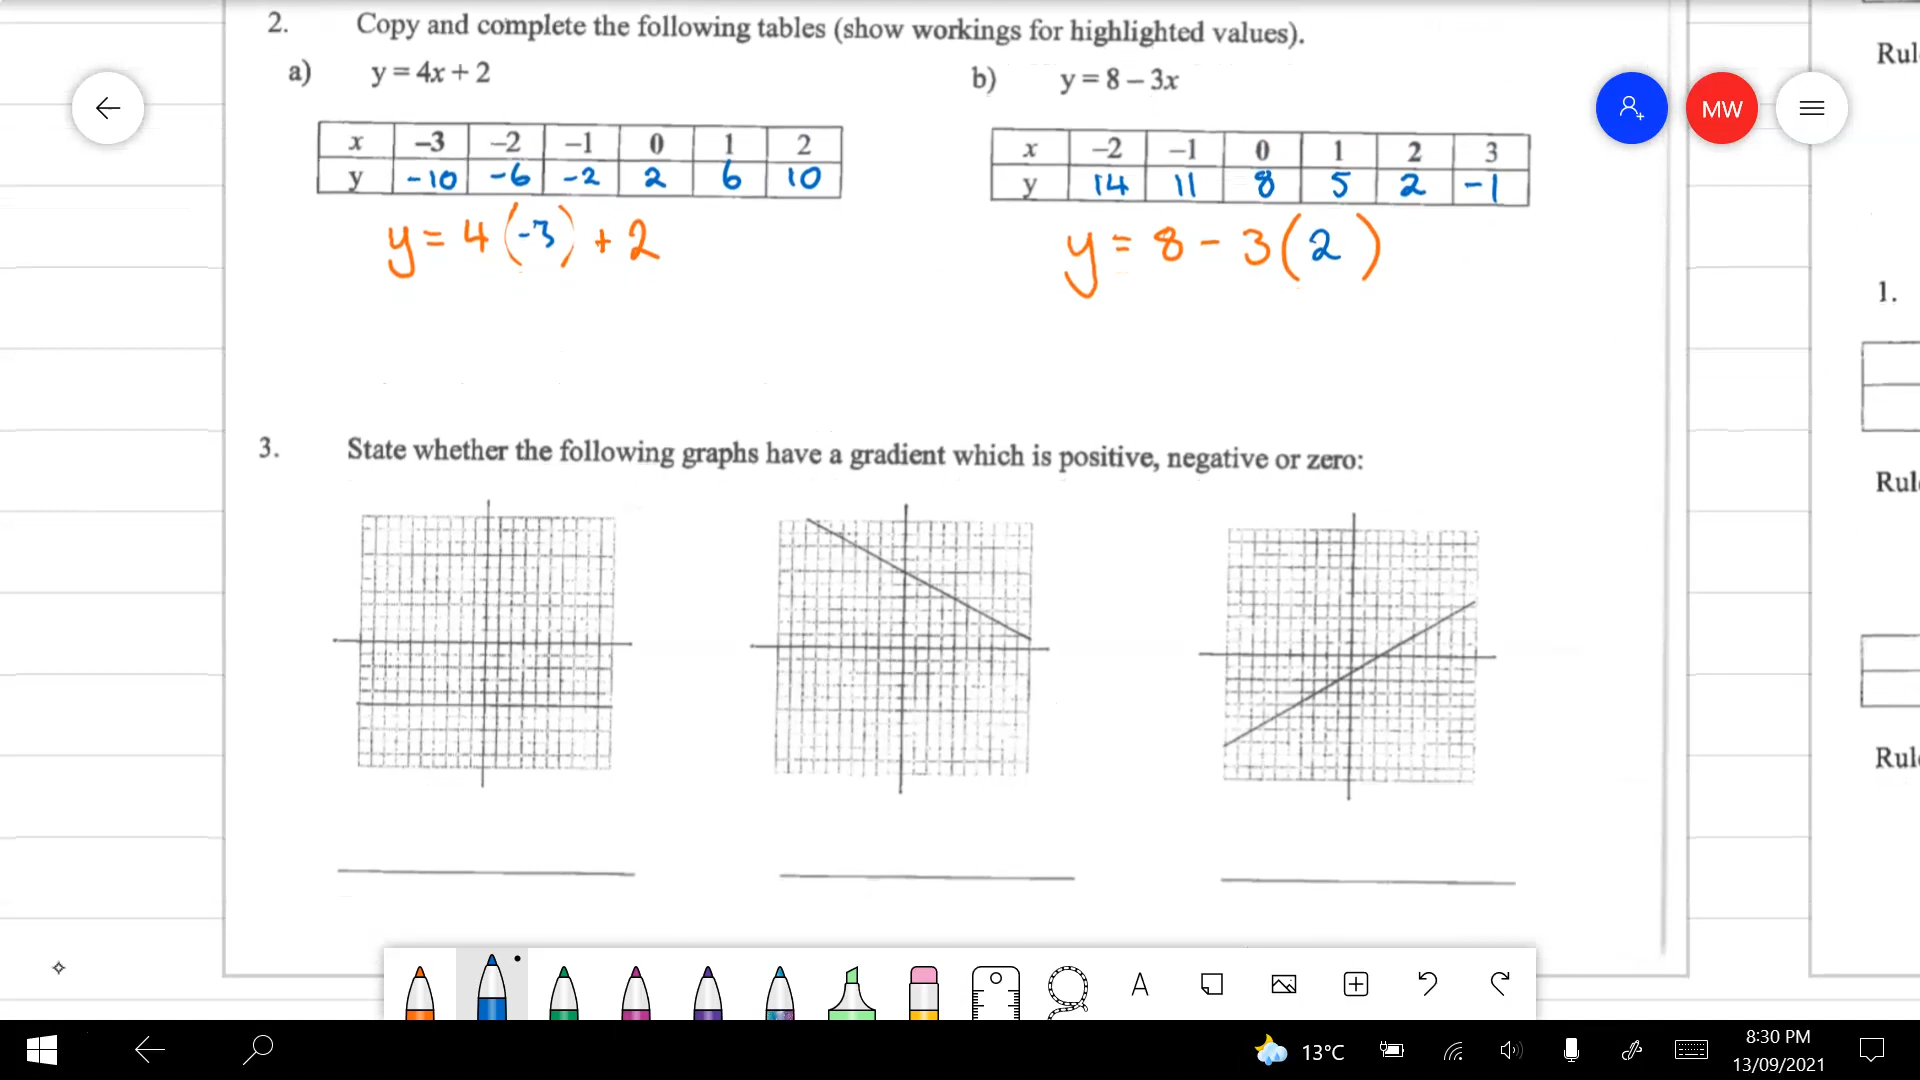 2. Copy and complete the following tables (show workings for highlighted values).
a) y = 4x + 2
x -3 -2 -1 0 1 2
y -10 -6 -2 2 6 10
y = 4(-3) + 2
b) y = 8 – 3x
x -2 -1 0 1 2 3
y 14 11 8 5 2 -1
y = 8 - 3(2)
3. State whether the following graphs have a gradient which is positive, negative or zero:
MW
1.
A
13°C
8:30 PM
13/09/2021